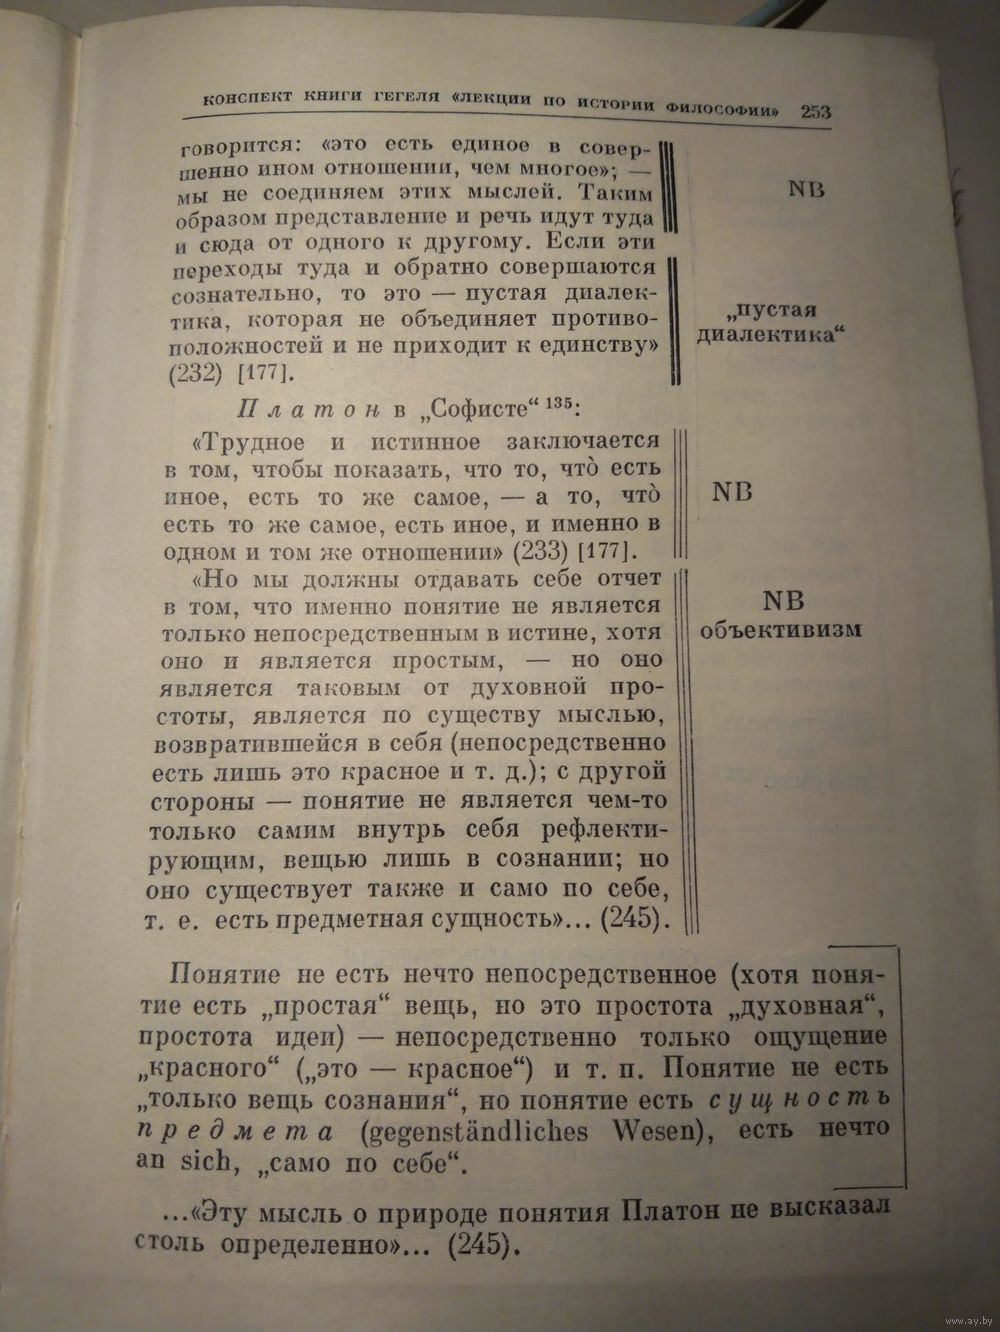 КОНСПЕКТ КНИГИ ГЕГЕЛЯ «ЛЕКЦИИ ПО ИСТОРИИ ФИЛОСОФИИ» 253
говорится: «это есть единое в совер-
шенно ином отношении, чем многое»; —
мы не соединяем этих мыслей. Таким
образом представление и речь идут туда
и сюда от одного к другому. Если эти
переходы туда и обратно совершаются
сознательно, то это — пустая диалек-
тика, которая не объединяет противо-
положностей и не приходит к единству»
(232) [177].
NB
„пустая
диалектика“
Платон в „Софисте“ 135:
«Трудное и истинное заключается
в том, чтобы показать, что то, что̀ есть
иное, есть то же самое, — а то, что̀
есть то же самое, есть иное, и именно в
одном и том же отношении» (233) [177].
NB
«Но мы должны отдавать себе отчет
в том, что именно понятие не является
только непосредственным в истине, хотя
оно и является простым, — но оно
является таковым от духовной про-
стоты, является по существу мыслью,
возвратившейся в себя (непосредственно
есть лишь это красное и т. д.); с другой
стороны — понятие не является чем-то
только самим внутрь себя рефлекти-
рующим, вещью лишь в сознании; но
оно существует также и само по себе,
т. е. есть предметная сущность»... (245).
NB
объективизм
Понятие не есть нечто непосредственное (хотя поня-
тие есть „простая“ вещь, но это простота „духовная“,
простота идеи) — непосредственно только ощущение
„красного“ („это — красное“) и т. п. Понятие не есть
„только вещь сознания“, но понятие есть сущность
предмета (gegenständliches Wesen), есть нечто
an sich, „само по себе“.
...«Эту мысль о природе понятия Платон не высказал
столь определенно»... (245).
www.ay.by